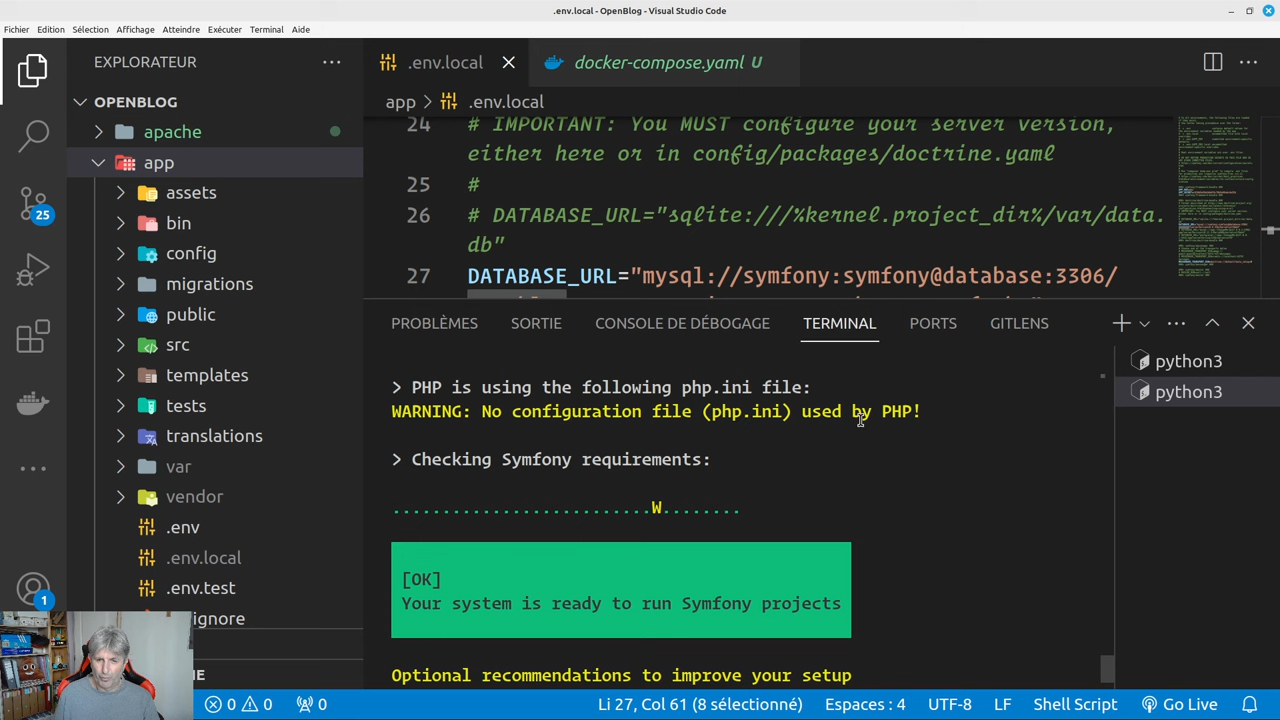 .env.local - OpenBlog - Visual Studio Code
Fichier Edition Sélection Affichage Atteindre Exécuter Terminal Aide
EXPLORATEUR
OPENBLOG
apache
app
assets
bin
config
migrations
public
src
templates
tests
translations
var
vendor
.env
.env.local
.env.test
ignore
25
1
.env.local
docker-compose.yaml U
app > .env.local
24 # IMPORTANT: You MUST configure your server version,
either here or in config/packages/doctrine.yaml
25 #
26 # DATABASE_URL="sqlite:///%kernel.project_dir%/var/data.
db"
27 DATABASE_URL="mysql://symfony:symfony@database:3306/
PROBLÈMES SORTIE CONSOLE DE DÉBOGAGE TERMINAL PORTS GITLENS
> PHP is using the following php.ini file:
WARNING: No configuration file (php.ini) used by PHP!
> Checking Symfony requirements:
..........................W........
[OK]
Your system is ready to run Symfony projects
Optional recommendations to improve your setup
python3
python3
0 0 0 Li 27, Col 61 (8 sélectionné) Espaces : 4 UTF-8 LF Shell Script Go Live